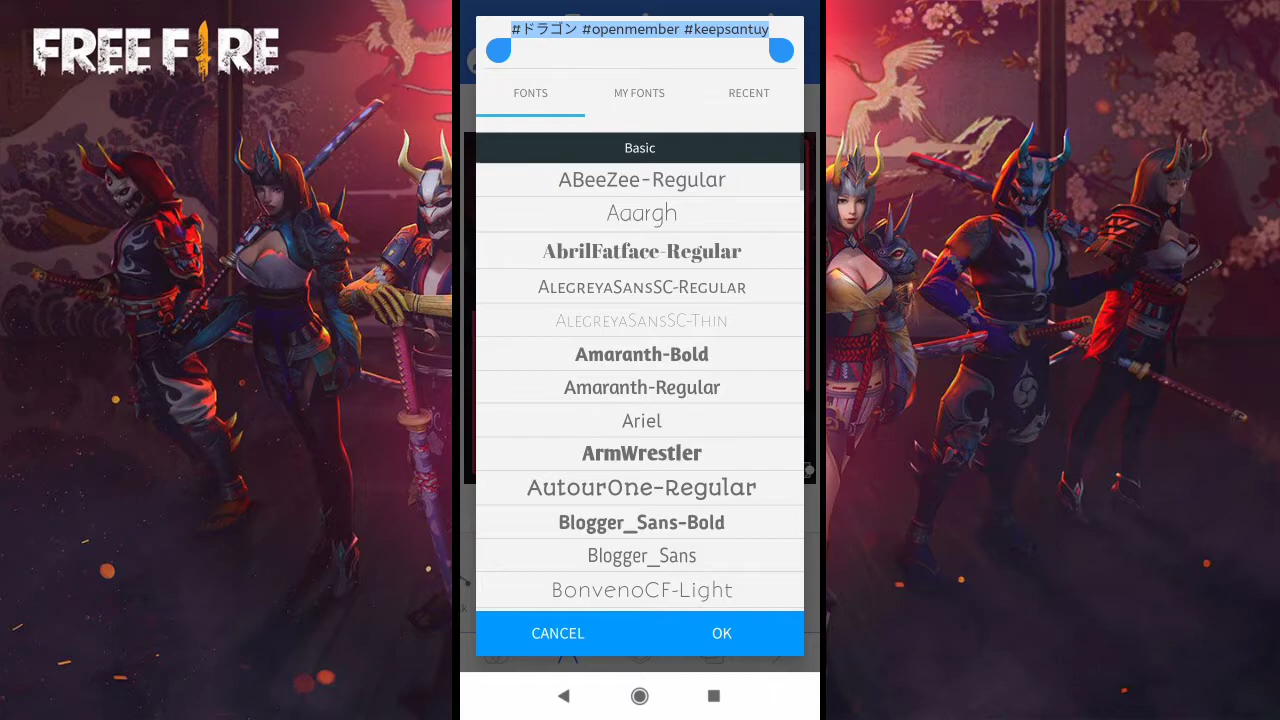 FREE FIRE
#ドラゴン #openmember #keepsantuy
FONTS
MY FONTS
RECENT
Basic
ABeeZee-Regular
Aaargh
AbrilFatface-Regular
AlegreyaSansSC-Regular
AlegreyaSansSC-Thin
Amaranth-Bold
Amaranth-Regular
Ariel
ArmWrestler
AutourOne-Regular
Blogger_Sans-Bold
Blogger_Sans
BonvenoCF-Light
CANCEL
OK